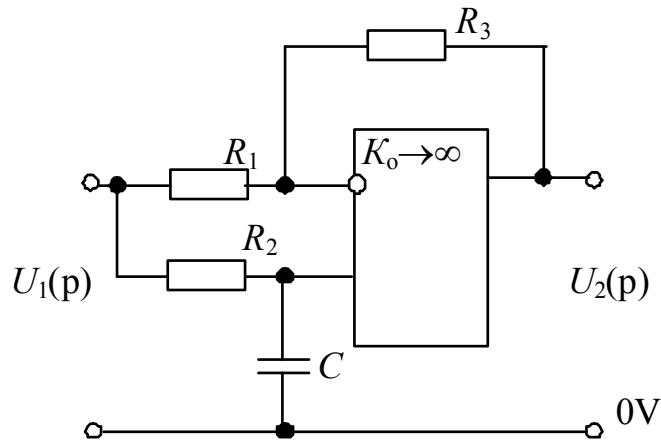 R₃
R₁
K₀→∞
R₂
U₁(p)
U₂(p)
C
0V